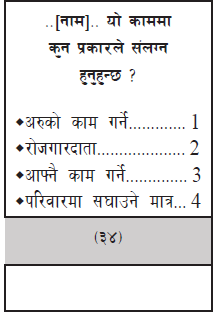 ..[नाम].. यो काममा
कुन प्रकारले संलग्न
हुनुहुन्छ ?
◆अरुको काम गर्ने............. 1
◆रोजगारदाता.................... 2
◆आफ्नै काम गर्ने.............. 3
◆परिवारमा सघाउने मात्र.. 4
(३४)